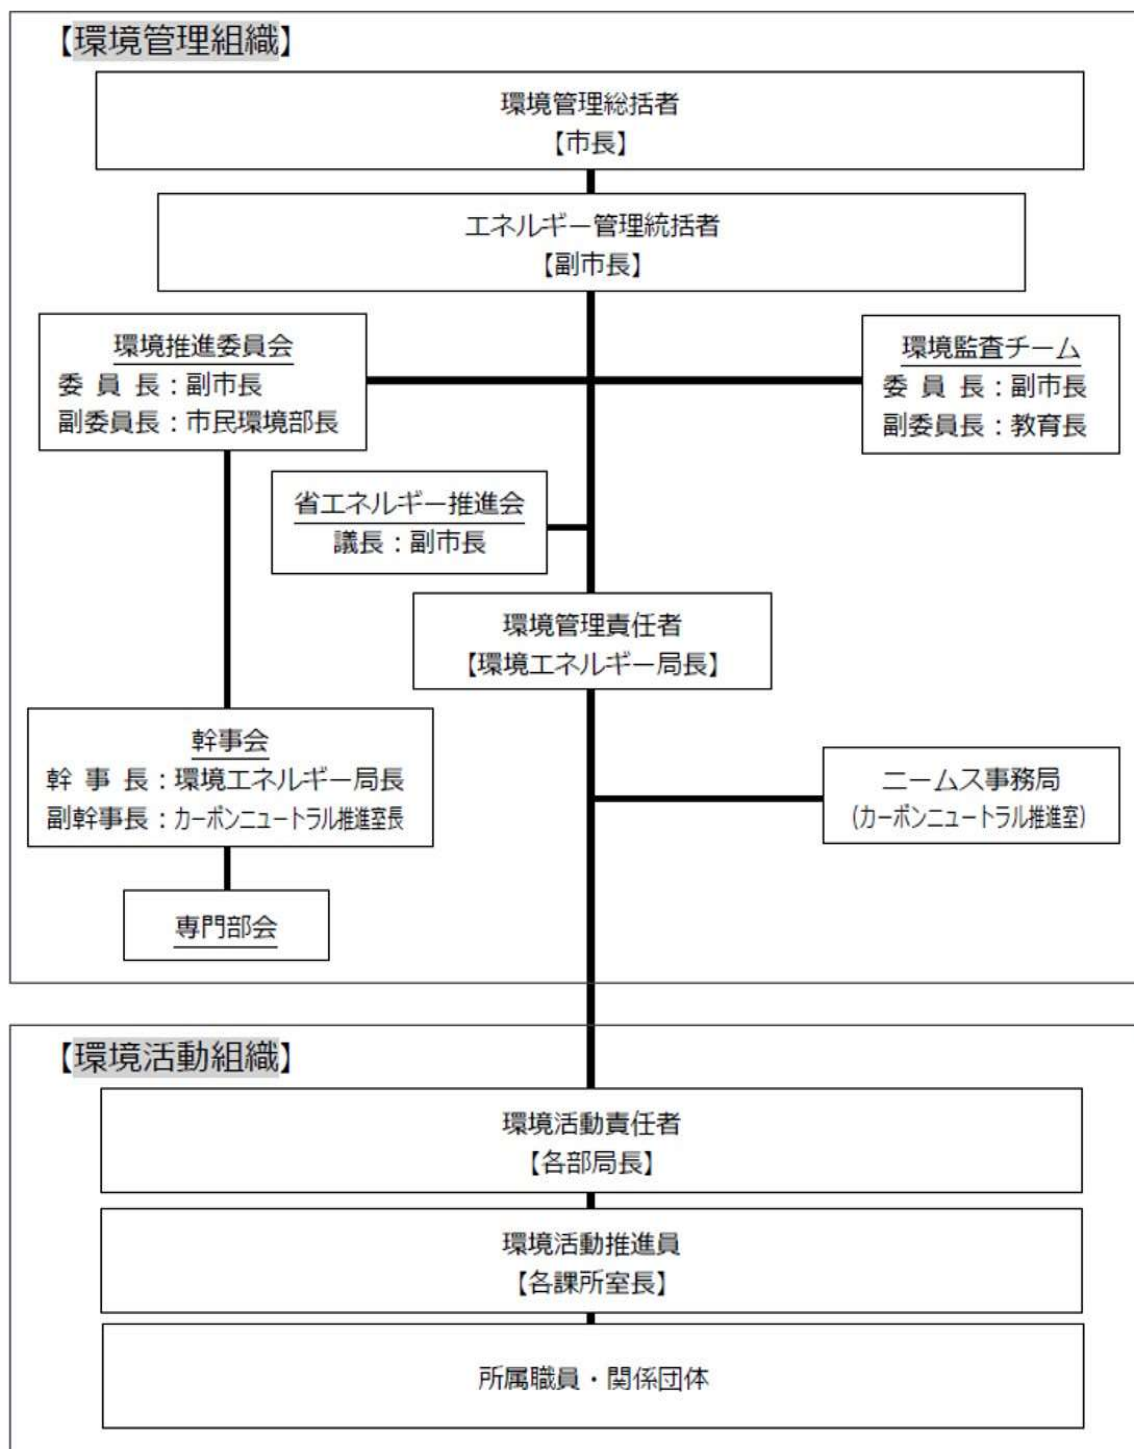 【環境管理組織】
環境管理総括者
【市長】
エネルギー管理統括者
【副市長】
環境推進委員会
委 員 長：副市長
副委員長：市民環境部長
環境監査チーム
委 員 長：副市長
副委員長：教育長
省エネルギー推進会
議長：副市長
環境管理責任者
【環境エネルギー局長】
幹事会
幹 事 長：環境エネルギー局長
副幹事長：カーボンニュートラル推進室長
ニームス事務局
(カーボンニュートラル推進室)
専門部会
【環境活動組織】
環境活動責任者
【各部局長】
環境活動推進員
【各課所室長】
所属職員・関係団体